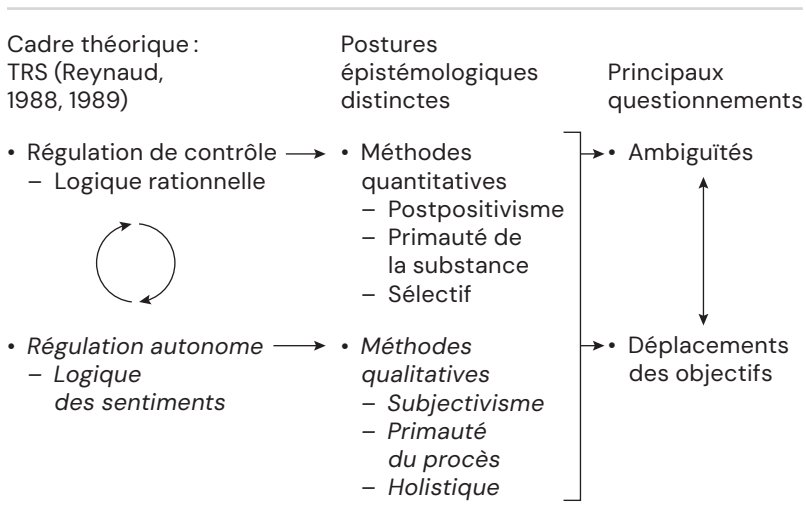 Cadre théorique :
TRS (Reynaud,
1988, 1989)
Postures
épistémologiques
distinctes
Principaux
questionnements
• Régulation de contrôle
– Logique rationnelle
• Méthodes
quantitatives
– Postpositivisme
– Primauté de
la substance
– Sélectif
• Ambiguïtés
• Régulation autonome
– Logique
des sentiments
• Méthodes
qualitatives
– Subjectivisme
– Primauté
du procès
– Holistique
• Déplacements
des objectifs